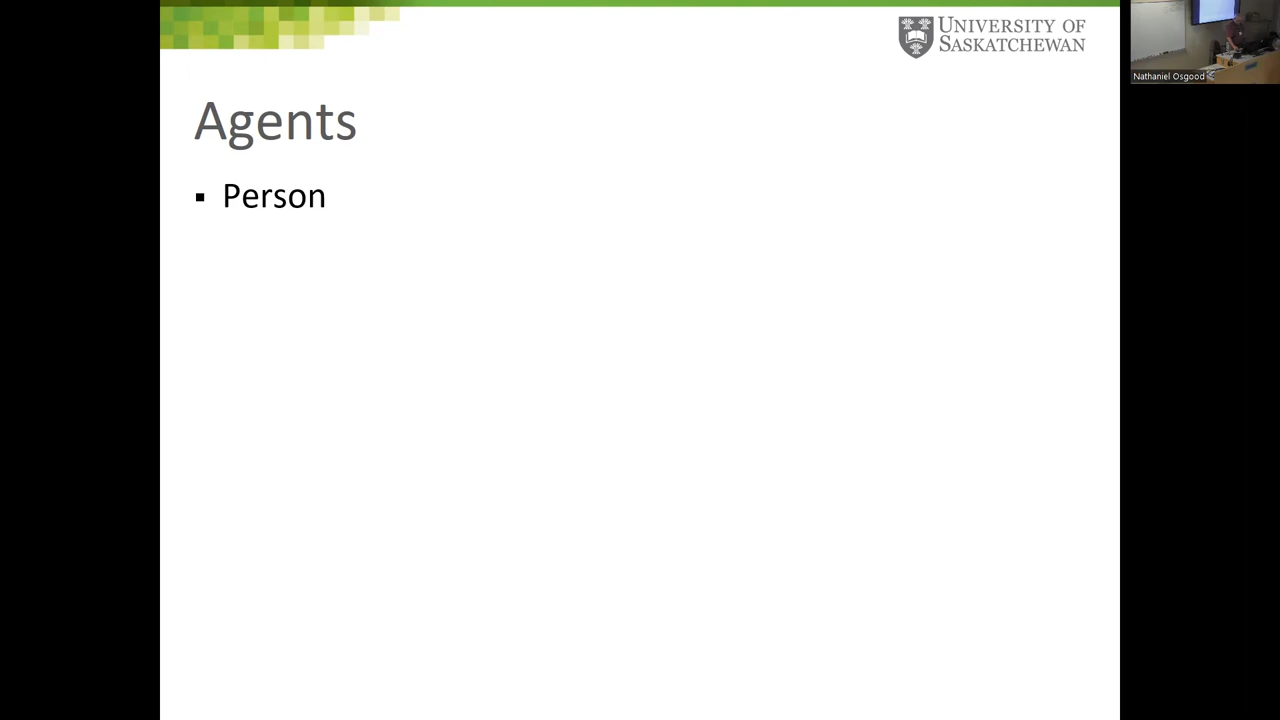 UNIVERSITY OF
SASKATCHEWAN
Nathaniel Osgood
Agents
▪ Person